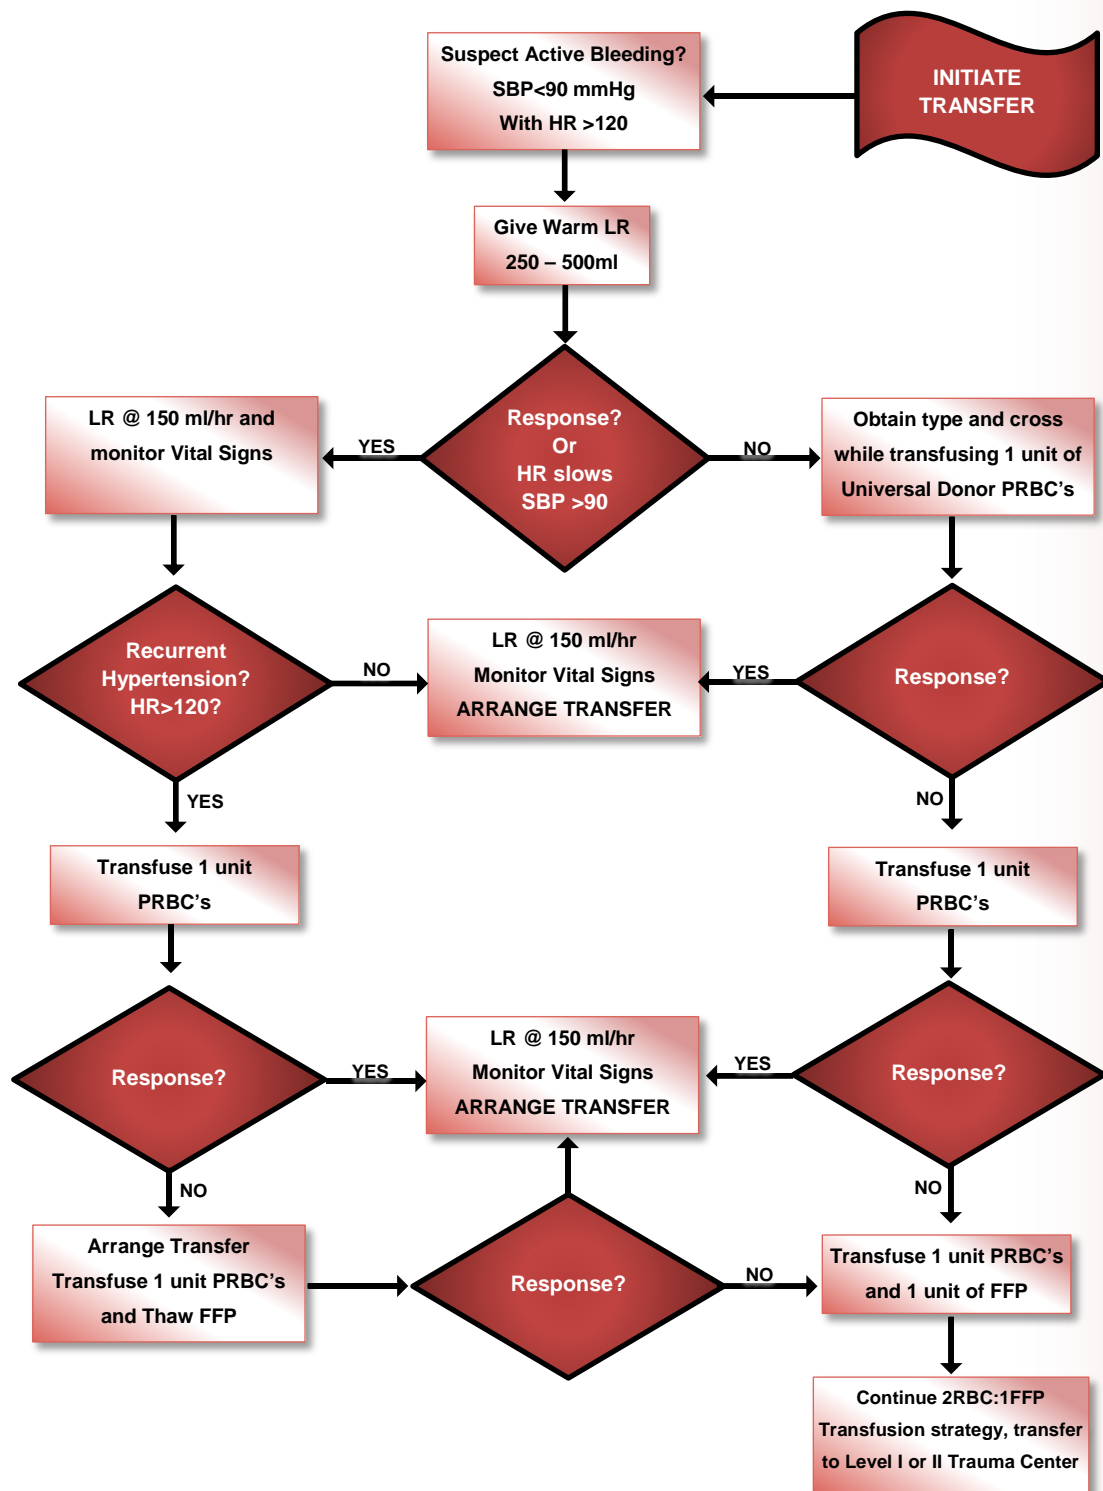 Suspect Active Bleeding?
SBP<90 mmHg
With HR >120
INITIATE
TRANSFER
Give Warm LR
250 – 500ml
Response?
Or
HR slows
SBP >90
YES
NO
LR @ 150 ml/hr and
monitor Vital Signs
Obtain type and cross
while transfusing 1 unit of
Universal Donor PRBC's
Recurrent
Hypertension?
HR>120?
NO
LR @ 150 ml/hr
Monitor Vital Signs
ARRANGE TRANSFER
YES
Response?
YES
NO
Transfuse 1 unit
PRBC's
Transfuse 1 unit
PRBC's
Response?
YES
LR @ 150 ml/hr
Monitor Vital Signs
ARRANGE TRANSFER
YES
Response?
NO
NO
Arrange Transfer
Transfuse 1 unit PRBC's
and Thaw FFP
Response?
NO
Transfuse 1 unit PRBC's
and 1 unit of FFP
Continue 2RBC:1FFP
Transfusion strategy, transfer
to Level I or II Trauma Center